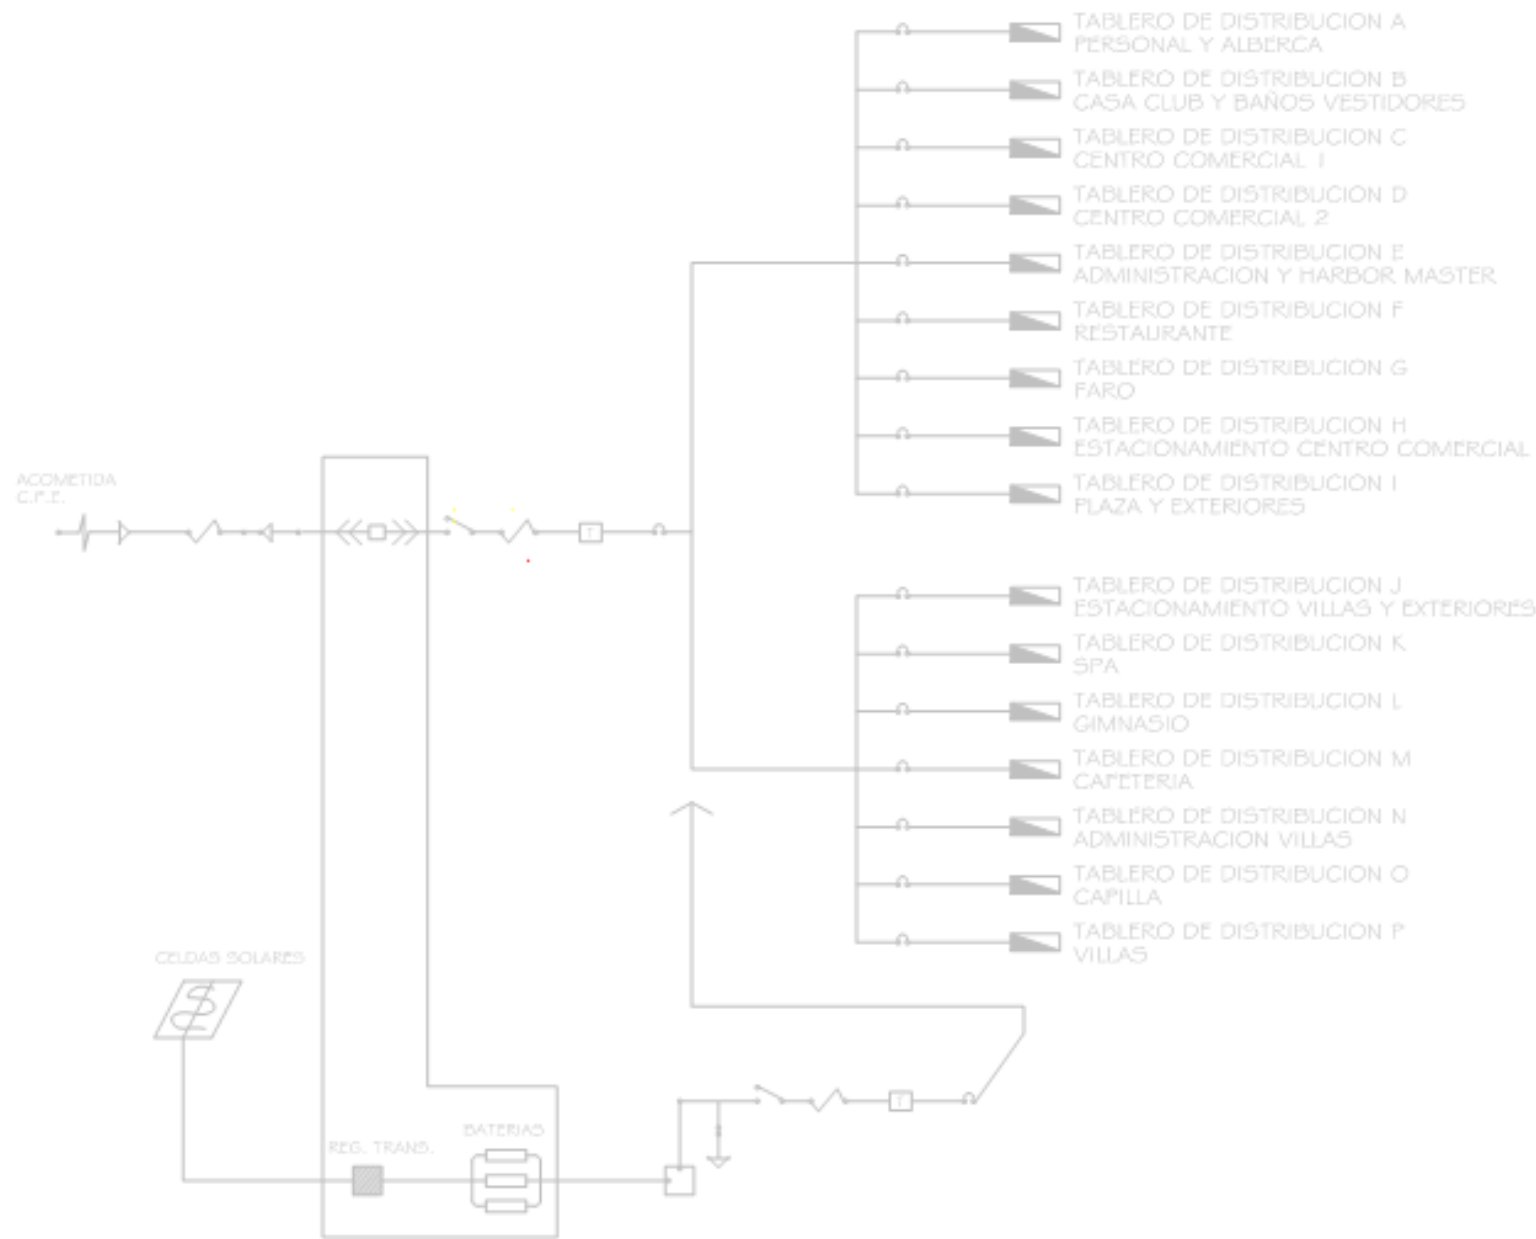 TABLERO DE DISTRIBUCION A
PERSONAL Y ALBERCA
TABLERO DE DISTRIBUCION B
CASA CLUB Y BAÑOS VESTIDORES
TABLERO DE DISTRIBUCION C
CENTRO COMERCIAL 1
TABLERO DE DISTRIBUCION D
CENTRO COMERCIAL 2
TABLERO DE DISTRIBUCION E
ADMINISTRACION Y HARBOR MASTER
TABLERO DE DISTRIBUCION F
RESTAURANTE
TABLERO DE DISTRIBUCION G
FARO
TABLERO DE DISTRIBUCION H
ESTACIONAMIENTO CENTRO COMERCIAL
TABLERO DE DISTRIBUCION I
PLAZA Y EXTERIORES
ACOMETIDA
C.F.E.
T
TABLERO DE DISTRIBUCION J
ESTACIONAMIENTO VILLAS Y EXTERIORES
TABLERO DE DISTRIBUCION K
SPA
TABLERO DE DISTRIBUCION L
GIMNASIO
TABLERO DE DISTRIBUCION M
CAFETERIA
TABLERO DE DISTRIBUCION N
ADMINISTRACION VILLAS
TABLERO DE DISTRIBUCION O
CAPILLA
TABLERO DE DISTRIBUCION P
VILLAS
CELDAS SOLARES
T
BATERIAS
REG. TRANS.